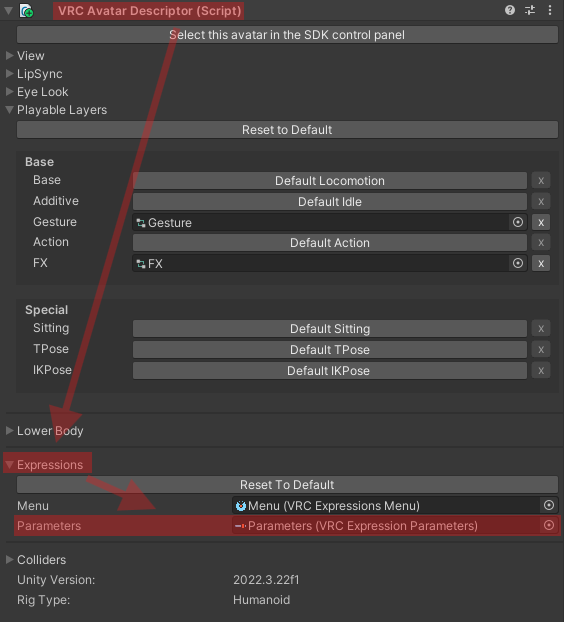 VRC Avatar Descriptor (Script)
Select this avatar in the SDK control panel
View
LipSync
Eye Look
Playable Layers
Reset to Default
Base
Base Default Locomotion x
Additive Default Idle x
Gesture Gesture x
Action Default Action x
FX FX x
Special
Sitting Default Sitting x
TPose Default TPose x
IKPose Default IKPose x
Lower Body
Expressions
Reset To Default
Menu Menu (VRC Expressions Menu)
Parameters Parameters (VRC Expression Parameters)
Colliders
Unity Version: 2022.3.22f1
Rig Type: Humanoid